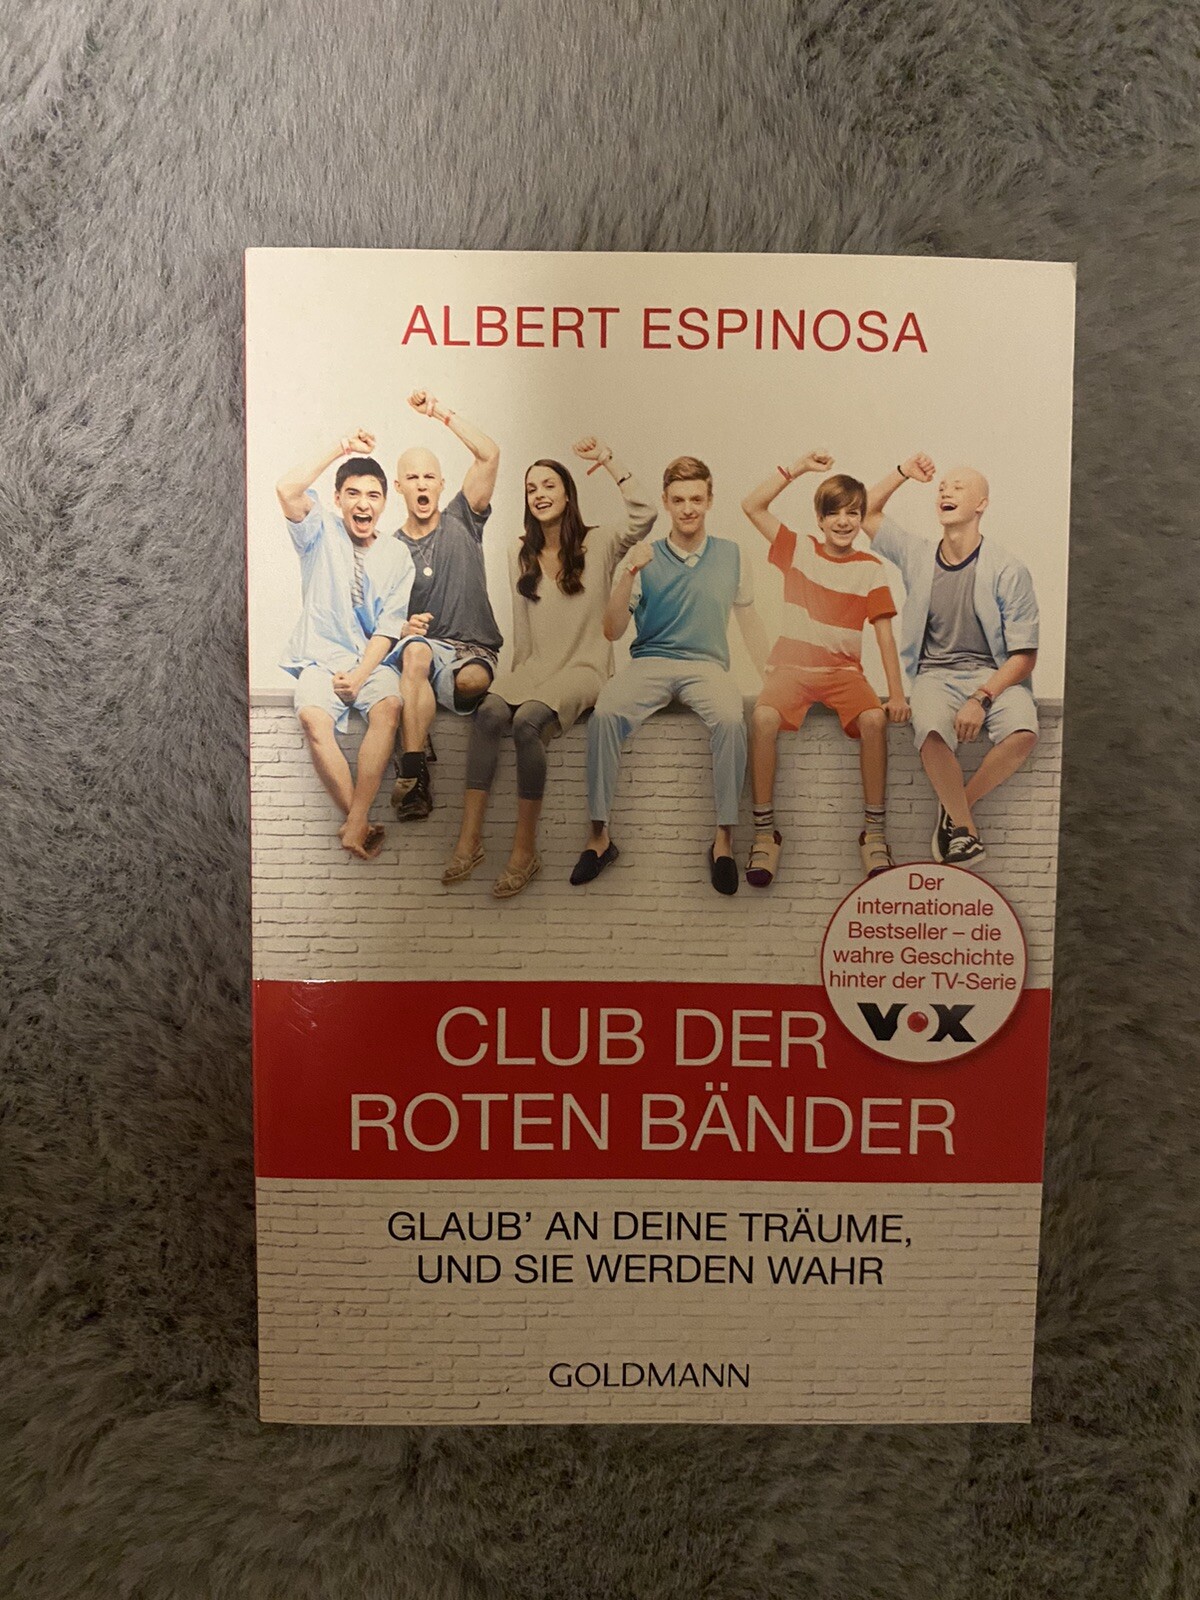 ALBERT ESPINOSA
Der
internationale
Bestseller – die
wahre Geschichte
hinter der TV-Serie
VOX
CLUB DER
ROTEN BÄNDER
GLAUB’ AN DEINE TRÄUME,
UND SIE WERDEN WAHR
GOLDMANN